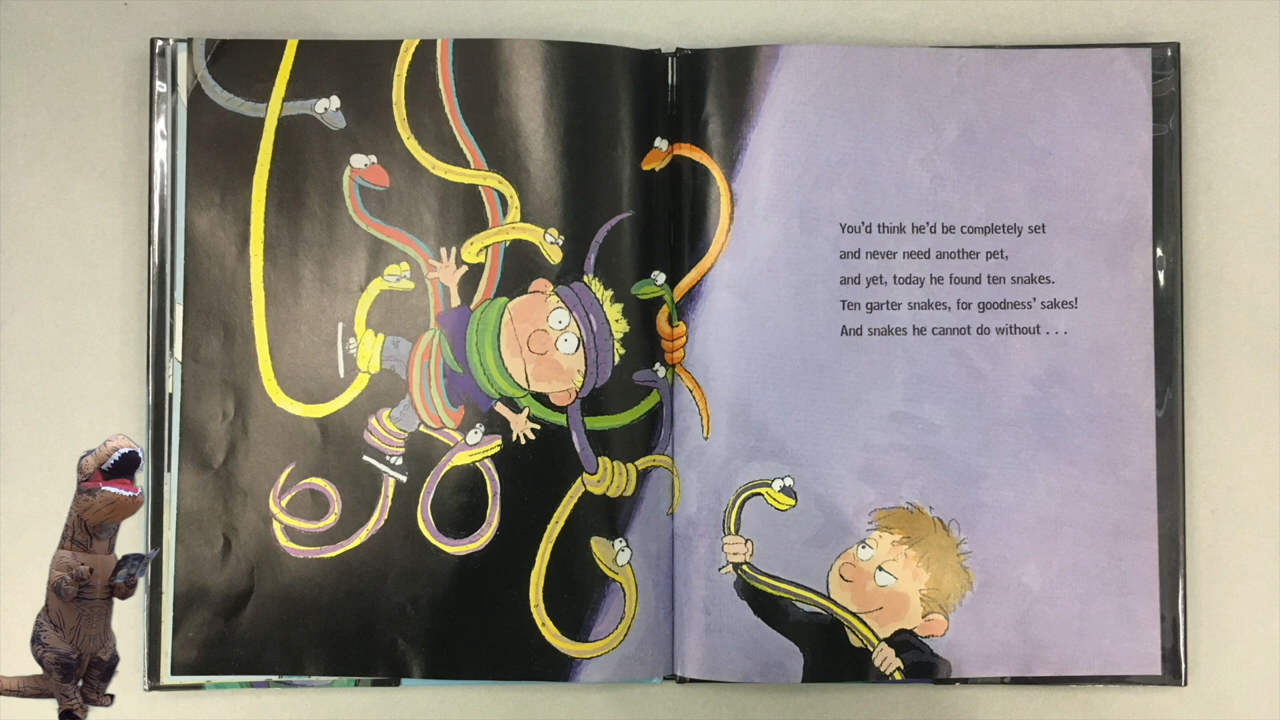 You'd think he'd be completely set
and never need another pet,
and yet, today he found ten snakes.
Ten garter snakes, for goodness' sakes!
And snakes he cannot do without . . .